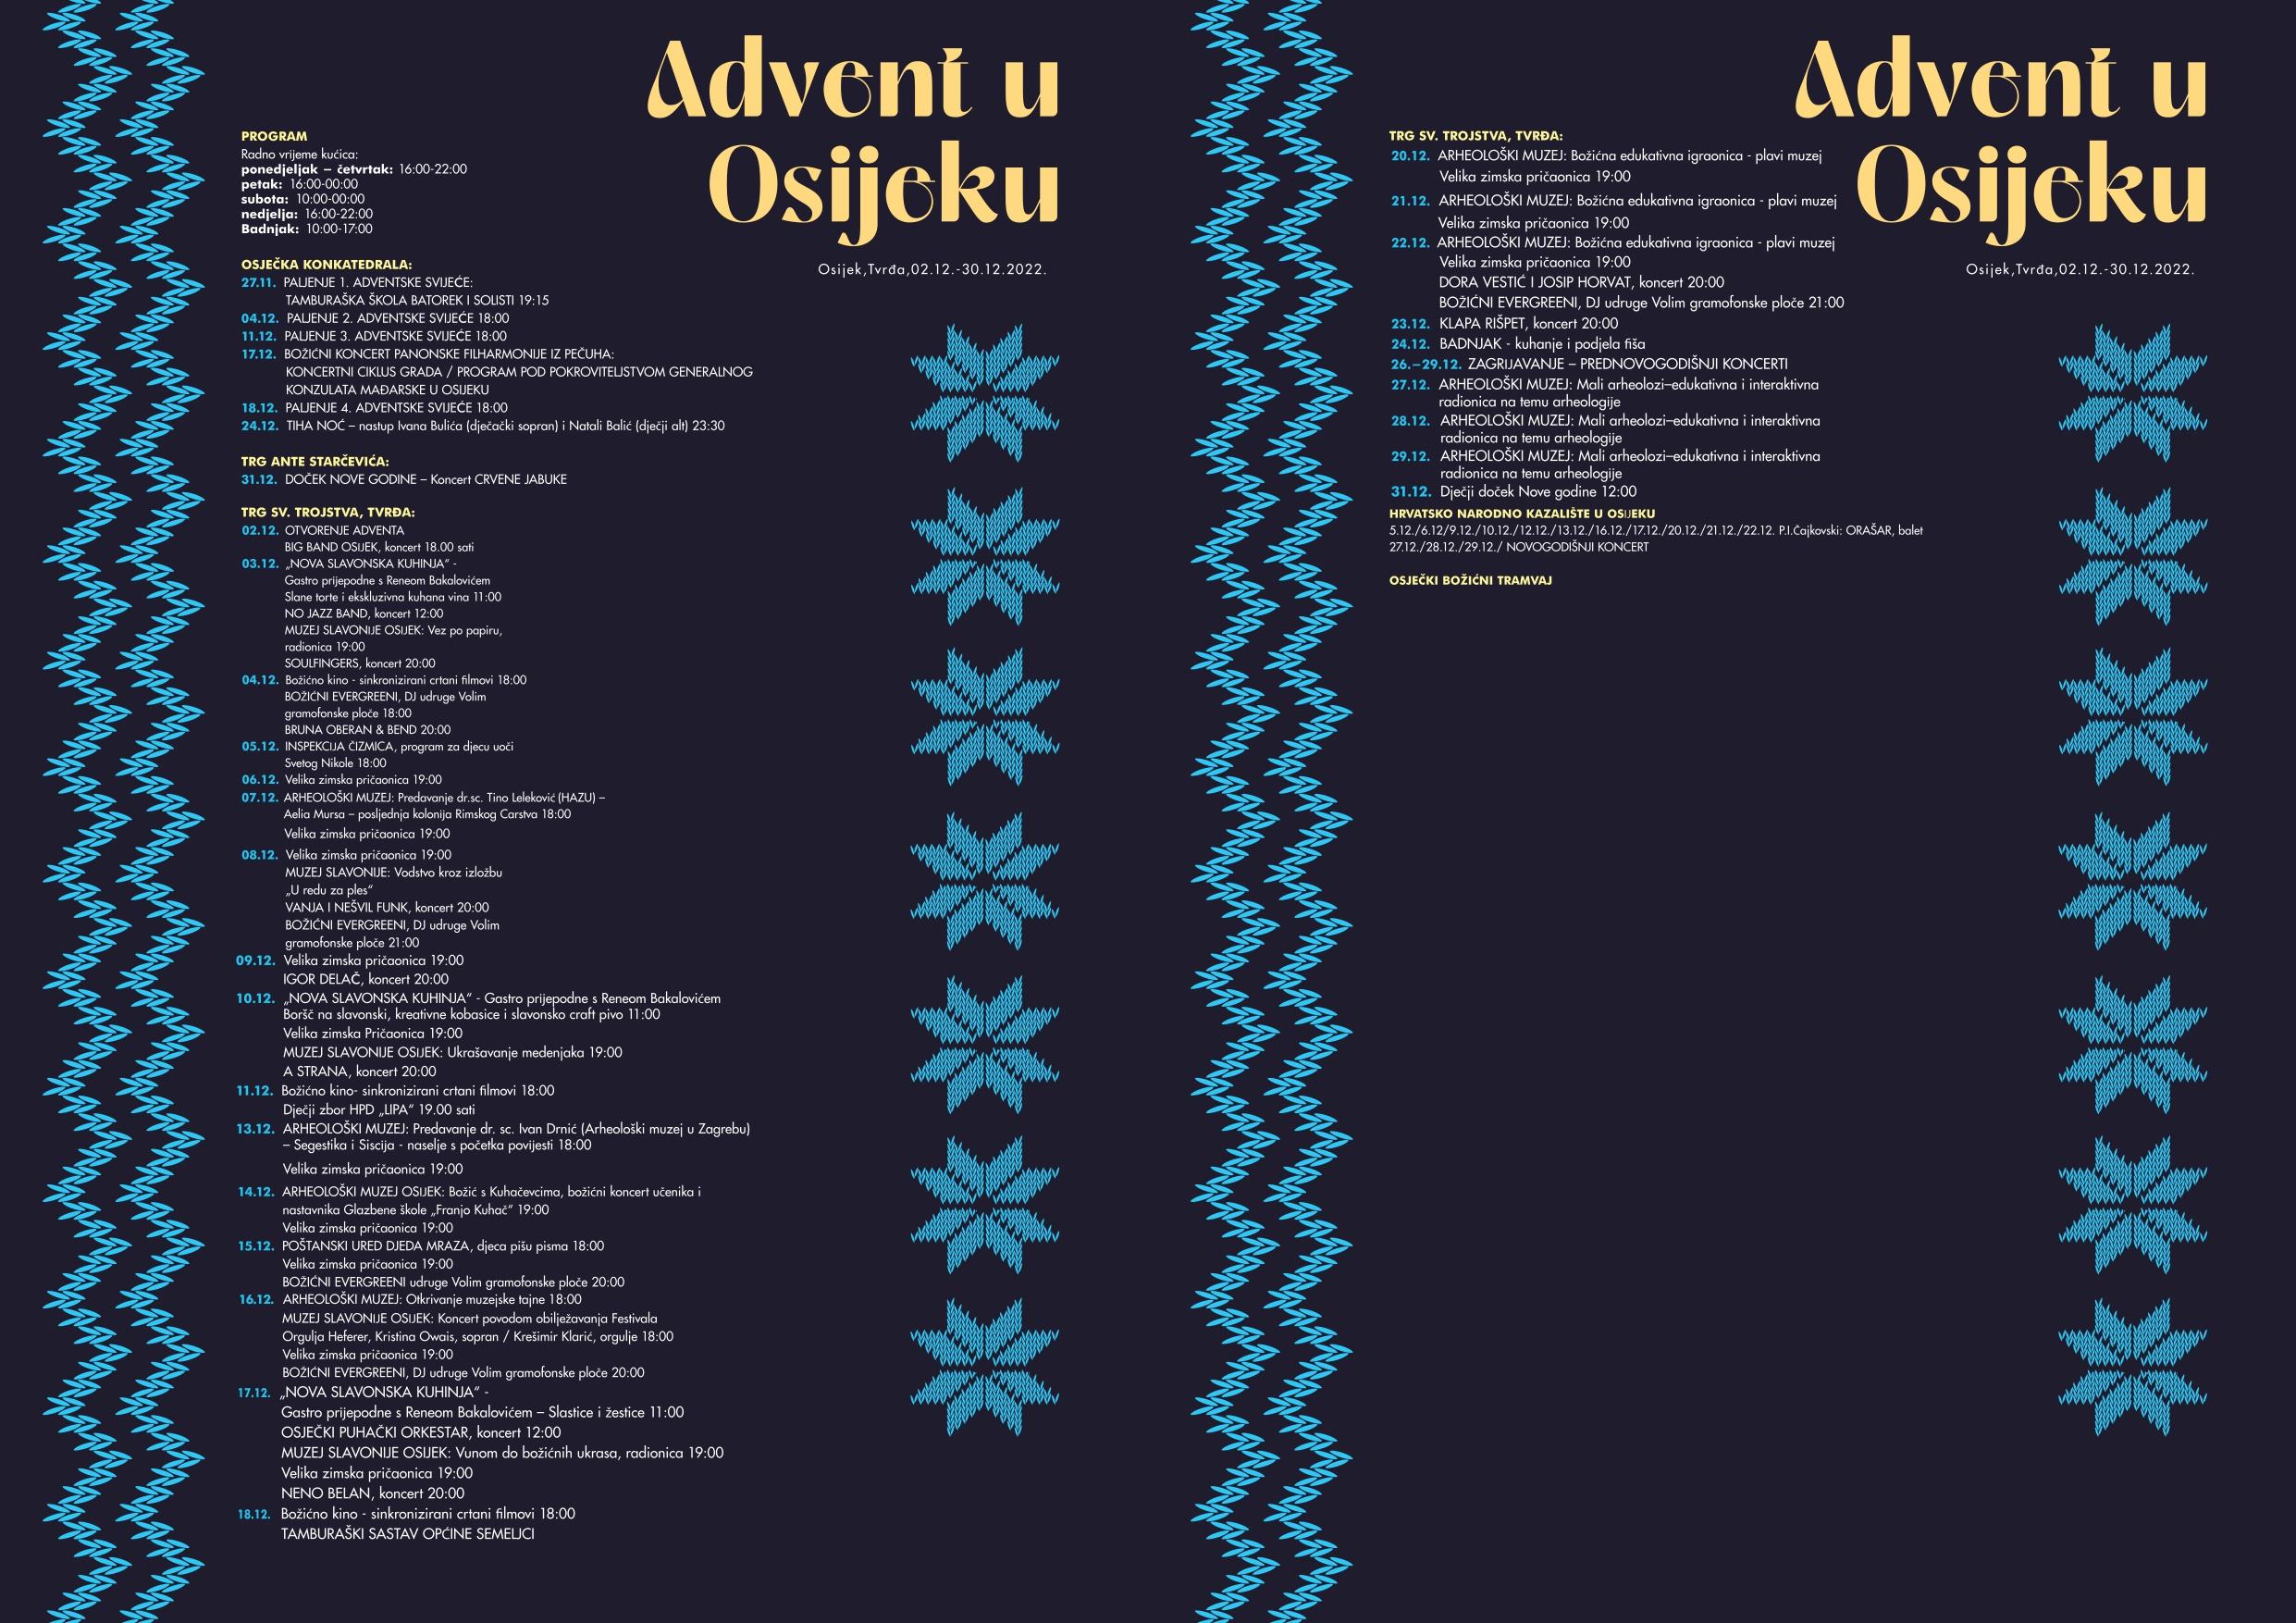 Advent u
Osijeku
Osijek,Tvrđa,02.12.-30.12.2022.
PROGRAM
Radno vrijeme kućica:
ponedjeljak – četvrtak: 16:00-22:00
petak: 16:00-00:00
subota: 10:00-00:00
nedjelja: 16:00-22:00
Badnjak: 10:00-17:00
OSJEČKA KONKATEDRALA:
27.11. PALJENJE 1. ADVENTSKE SVIJEĆE:
TAMBURAŠKA ŠKOLA BATOREK I SOLISTI 19:15
04.12. PALJENJE 2. ADVENTSKE SVIJEĆE 18:00
11.12. PALJENJE 3. ADVENTSKE SVIJEĆE 18:00
17.12. BOŽIĆNI KONCERT PANONSKE FILHARMONIJE IZ PEČUHA:
KONCERTNI CIKLUS GRADA / PROGRAM POD POKROVITELJSTVOM GENERALNOG
KONZULATA MAĐARSKE U OSIJEKU
18.12. PALJENJE 4. ADVENTSKE SVIJEĆE 18:00
24.12. TIHA NOĆ – nastup Ivana Bulića (dječački sopran) i Natali Balić (dječji alt) 23:30
TRG ANTE STARČEVIĆA:
31.12. DOČEK NOVE GODINE – Koncert CRVENE JABUKE
TRG SV. TROJSTVA, TVRĐA:
02.12. OTVORENJE ADVENTA
BIG BAND OSIJEK, koncert 18.00 sati
03.12. „NOVA SLAVONSKA KUHINJA“ -
Gastro prijepodne s Reneom Bakalovićem
Slane torte i ekskluzivna kuhana vina 11:00
NO JAZZ BAND, koncert 12:00
MUZEJ SLAVONIJE OSIJEK: Vez po papiru,
radionica 19:00
SOULFINGERS, koncert 20:00
04.12. Božićno kino - sinkronizirani crtani filmovi 18:00
BOŽIĆNI EVERGREENI, DJ udruge Volim
gramofonske ploče 18:00
BRUNA OBERAN & BEND 20:00
05.12. INSPEKCIJA ČIZMICA, program za djecu uoči
Svetog Nikole 18:00
06.12. Velika zimska pričaonica 19:00
07.12. ARHEOLOŠKI MUZEJ: Predavanje dr.sc. Tino Leleković (HAZU) –
Aelia Mursa – posljednja kolonija Rimskog Carstva 18:00
Velika zimska pričaonica 19:00
08.12. Velika zimska pričaonica 19:00
MUZEJ SLAVONIJE: Vodstvo kroz izložbu
„U redu za ples“
VANJA I NEŠVIL FUNK, koncert 20:00
BOŽIĆNI EVERGREENI, DJ udruge Volim
gramofonske ploče 21:00
09.12. Velika zimska pričaonica 19:00
IGOR DELAČ, koncert 20:00
10.12. „NOVA SLAVONSKA KUHINJA“ - Gastro prijepodne s Reneom Bakalovićem
Boršč na slavonski, kreativne kobasice i slavonsko craft pivo 11:00
Velika zimska Pričaonica 19:00
MUZEJ SLAVONIJE OSIJEK: Ukrašavanje medenjaka 19:00
A STRANA, koncert 20:00
11.12. Božićno kino- sinkronizirani crtani filmovi 18:00
Dječji zbor HPD „LIPA“ 19.00 sati
13.12. ARHEOLOŠKI MUZEJ: Predavanje dr. sc. Ivan Drnić (Arheološki muzej u Zagrebu)
– Segestika i Siscija - naselje s početka povijesti 18:00
Velika zimska pričaonica 19:00
14.12. ARHEOLOŠKI MUZEJ OSIJEK: Božić s Kuhačevcima, božićni koncert učenika i
nastavnika Glazbene škole „Franjo Kuhač“ 19:00
Velika zimska pričaonica 19:00
15.12. POŠTANSKI URED DJEDA MRAZA, djeca pišu pisma 18:00
Velika zimska pričaonica 19:00
BOŽIĆNI EVERGREENI udruge Volim gramofonske ploče 20:00
16.12. ARHEOLOŠKI MUZEJ: Otkrivanje muzejske tajne 18:00
MUZEJ SLAVONIJE OSIJEK: Koncert povodom obilježavanja Festivala
Orgulja Heferer, Kristina Owais, sopran / Krešimir Klarić, orgulje 18:00
Velika zimska pričaonica 19:00
BOŽIĆNI EVERGREENI, DJ udruge Volim gramofonske ploče 20:00
17.12. „NOVA SLAVONSKA KUHINJA“ -
Gastro prijepodne s Reneom Bakalovićem – Slastice i žestice 11:00
OSJEČKI PUHAČKI ORKESTAR, koncert 12:00
MUZEJ SLAVONIJE OSIJEK: Vunom do božićnih ukrasa, radionica 19:00
Velika zimska pričaonica 19:00
NENO BELAN, koncert 20:00
18.12. Božićno kino - sinkronizirani crtani filmovi 18:00
TAMBURAŠKI SASTAV OPĆINE SEMELJCI
Advent u
Osijeku
Osijek,Tvrđa,02.12.-30.12.2022.
TRG SV. TROJSTVA, TVRĐA:
20.12. ARHEOLOŠKI MUZEJ: Božićna edukativna igraonica - plavi muzej
Velika zimska pričaonica 19:00
21.12. ARHEOLOŠKI MUZEJ: Božićna edukativna igraonica - plavi muzej
Velika zimska pričaonica 19:00
22.12. ARHEOLOŠKI MUZEJ: Božićna edukativna igraonica - plavi muzej
Velika zimska pričaonica 19:00
DORA VESTIĆ I JOSIP HORVAT, koncert 20:00
BOŽIĆNI EVERGREENI, DJ udruge Volim gramofonske ploče 21:00
23.12. KLAPA RIŠPET, koncert 20:00
24.12. BADNJAK - kuhanje i podjela fiša
26.–29.12. ZAGRIJAVANJE – PREDNOVOGODIŠNJI KONCERTI
27.12. ARHEOLOŠKI MUZEJ: Mali arheolozi–edukativna i interaktivna
radionica na temu arheologije
28.12. ARHEOLOŠKI MUZEJ: Mali arheolozi–edukativna i interaktivna
radionica na temu arheologije
29.12. ARHEOLOŠKI MUZEJ: Mali arheolozi–edukativna i interaktivna
radionica na temu arheologije
31.12. Dječji doček Nove godine 12:00
HRVATSKO NARODNO KAZALIŠTE U OSIJEKU
5.12./6.12/9.12./10.12./12.12./13.12./16.12./17.12./20.12./21.12./22.12. P.I.Čajkovski: ORAŠAR, balet
27.12./28.12./29.12./ NOVOGODIŠNJI KONCERT
OSJEČKI BOŽIĆNI TRAMVAJ